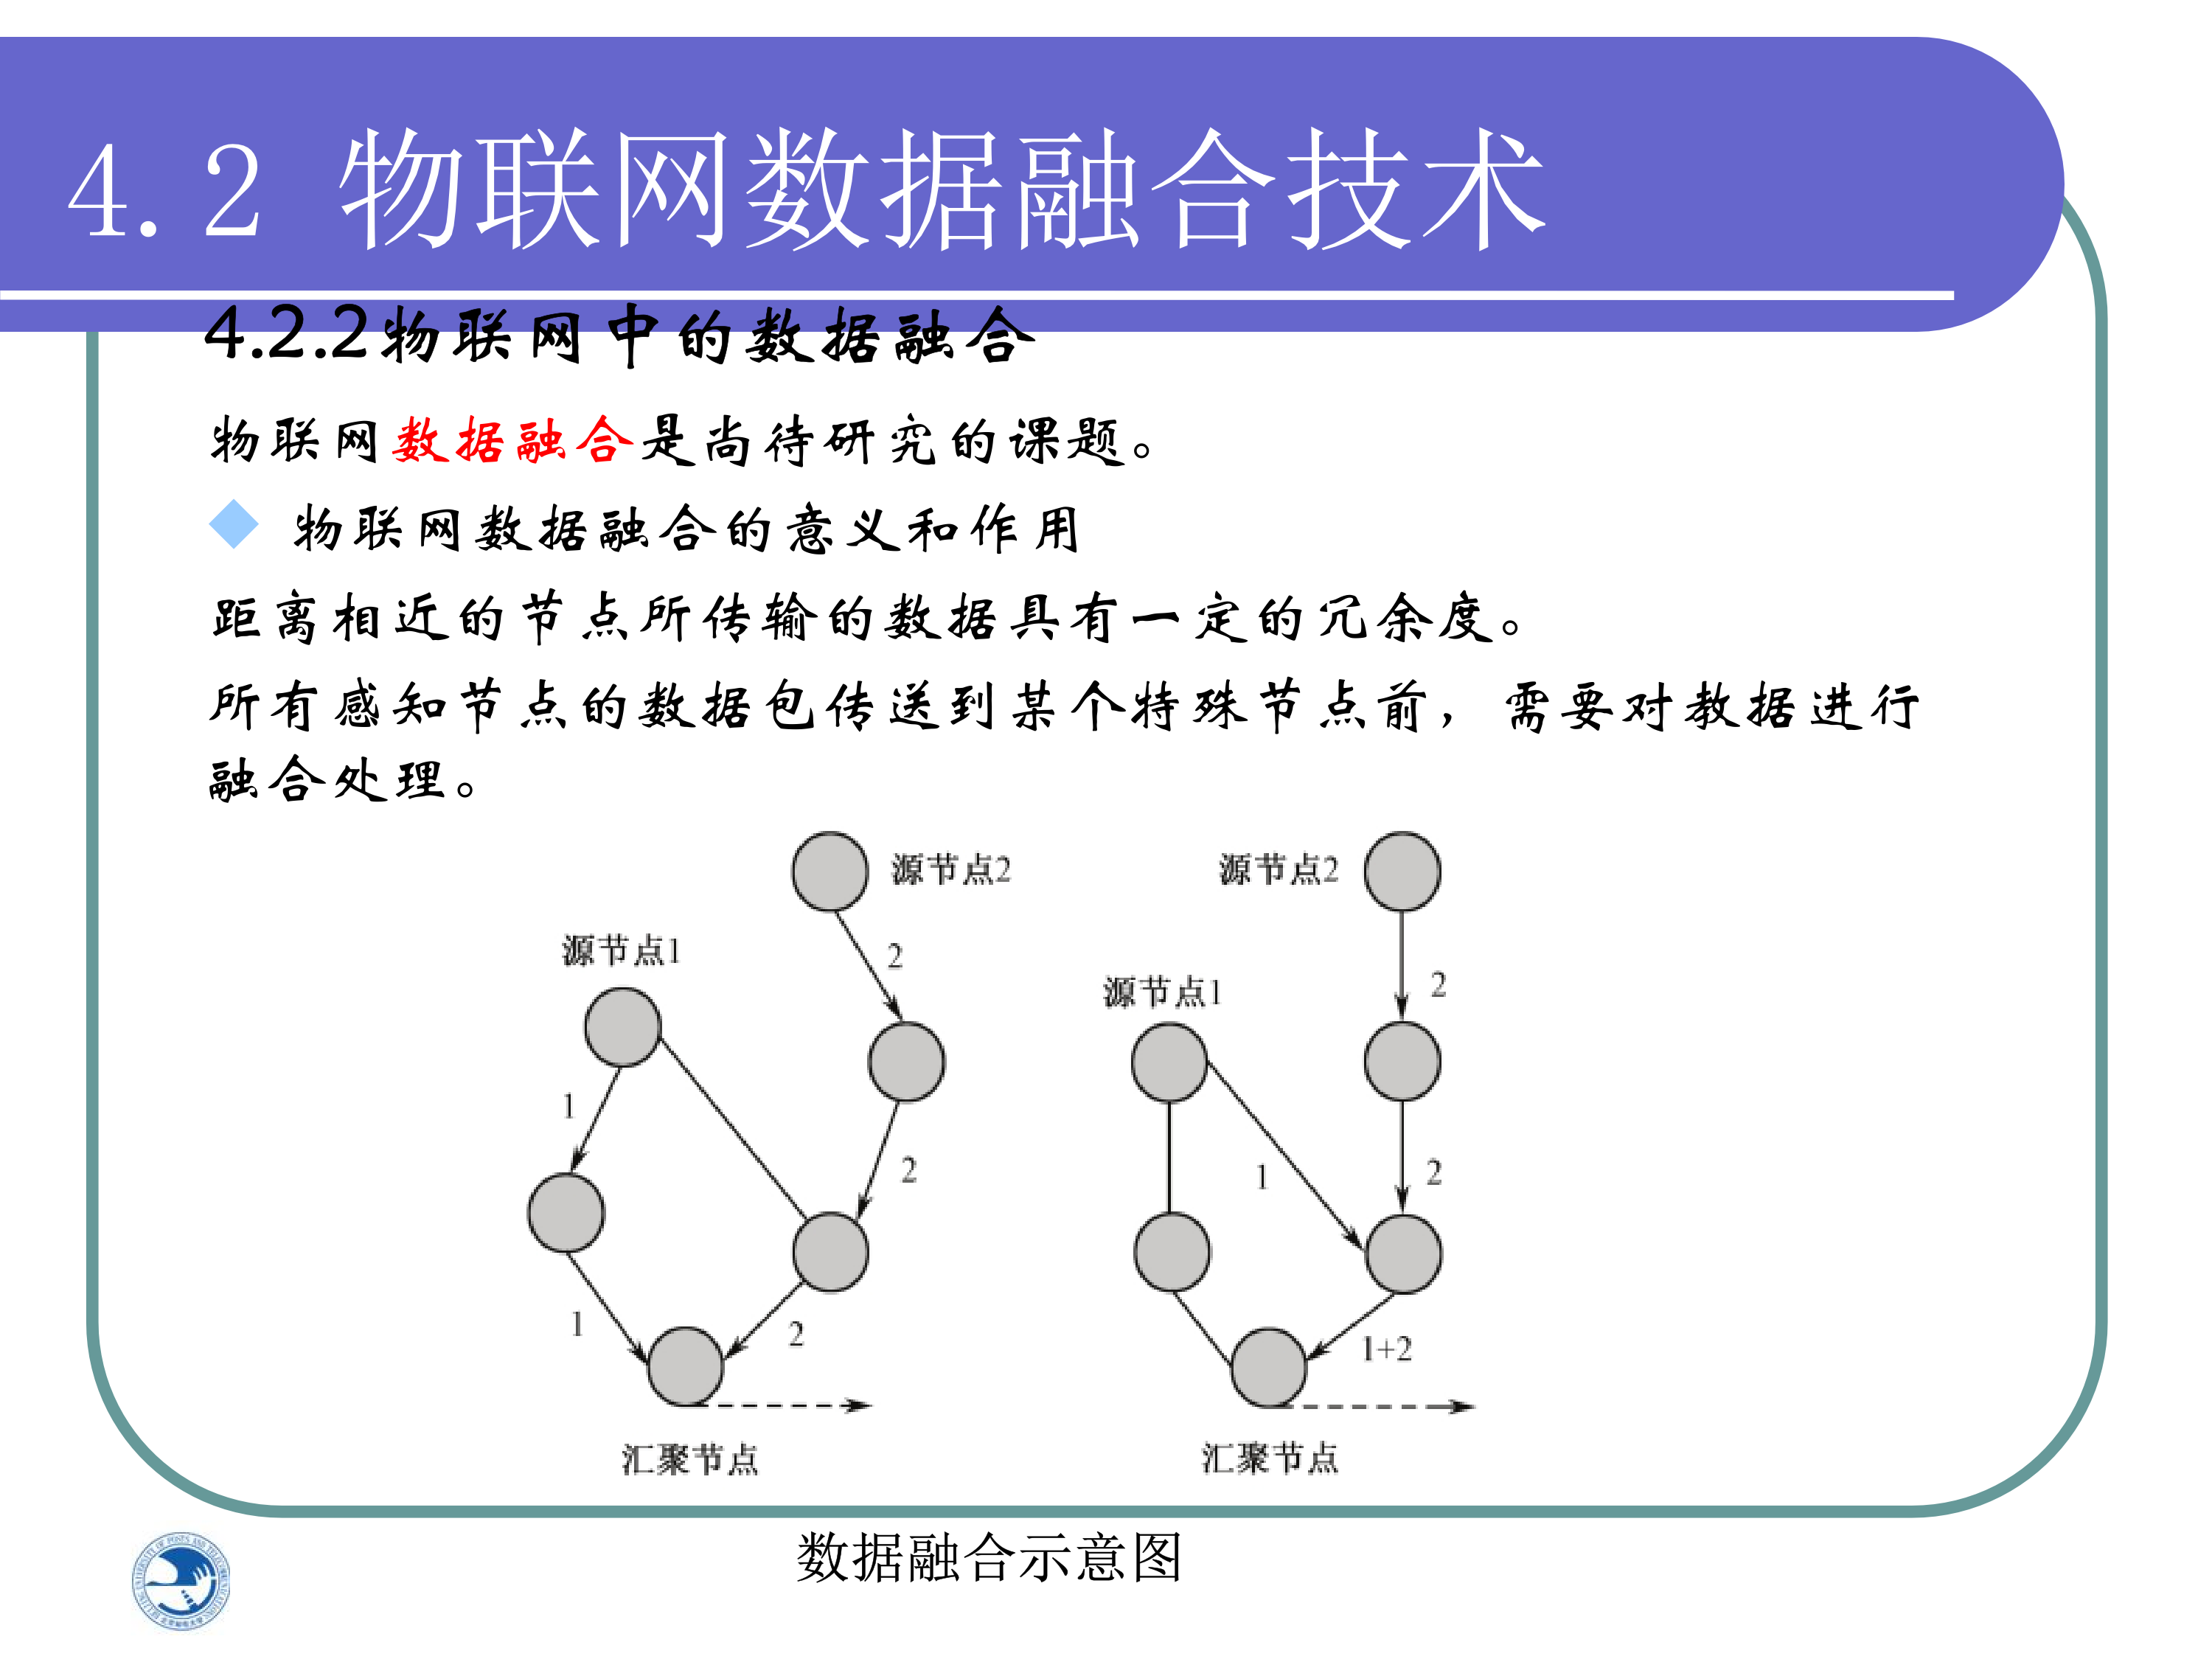 4.2 物联网数据融合技术
4.2.2物联网中的数据融合
物联网数据融合是尚待研究的课题。
物联网数据融合的意义和作用
距离相近的节点所传输的数据具有一定的冗余度。
所有感知节点的数据包传送到某个特殊节点前，需要对数据进行
融合处理。
源节点2
源节点1
2
1
2
1
2
汇聚节点
源节点2
源节点1
2
1
2
1+2
汇聚节点
数据融合示意图